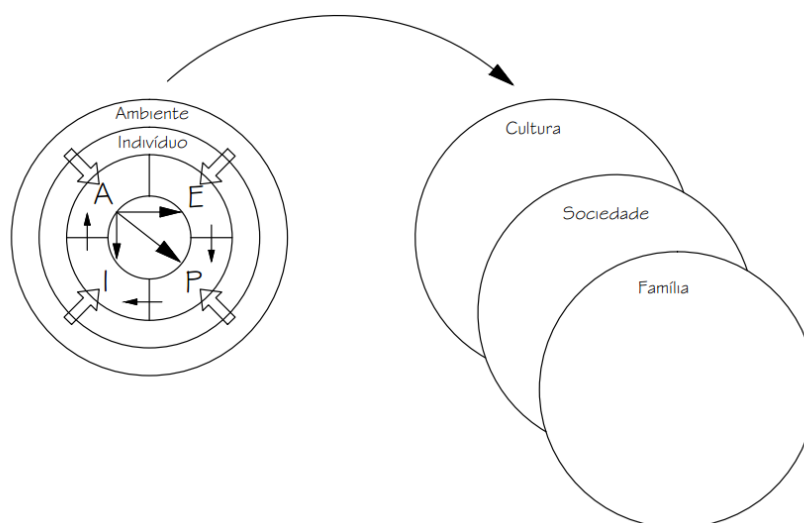 Ambiente
Indivíduo
A E
I P
Cultura
Sociedade
Família